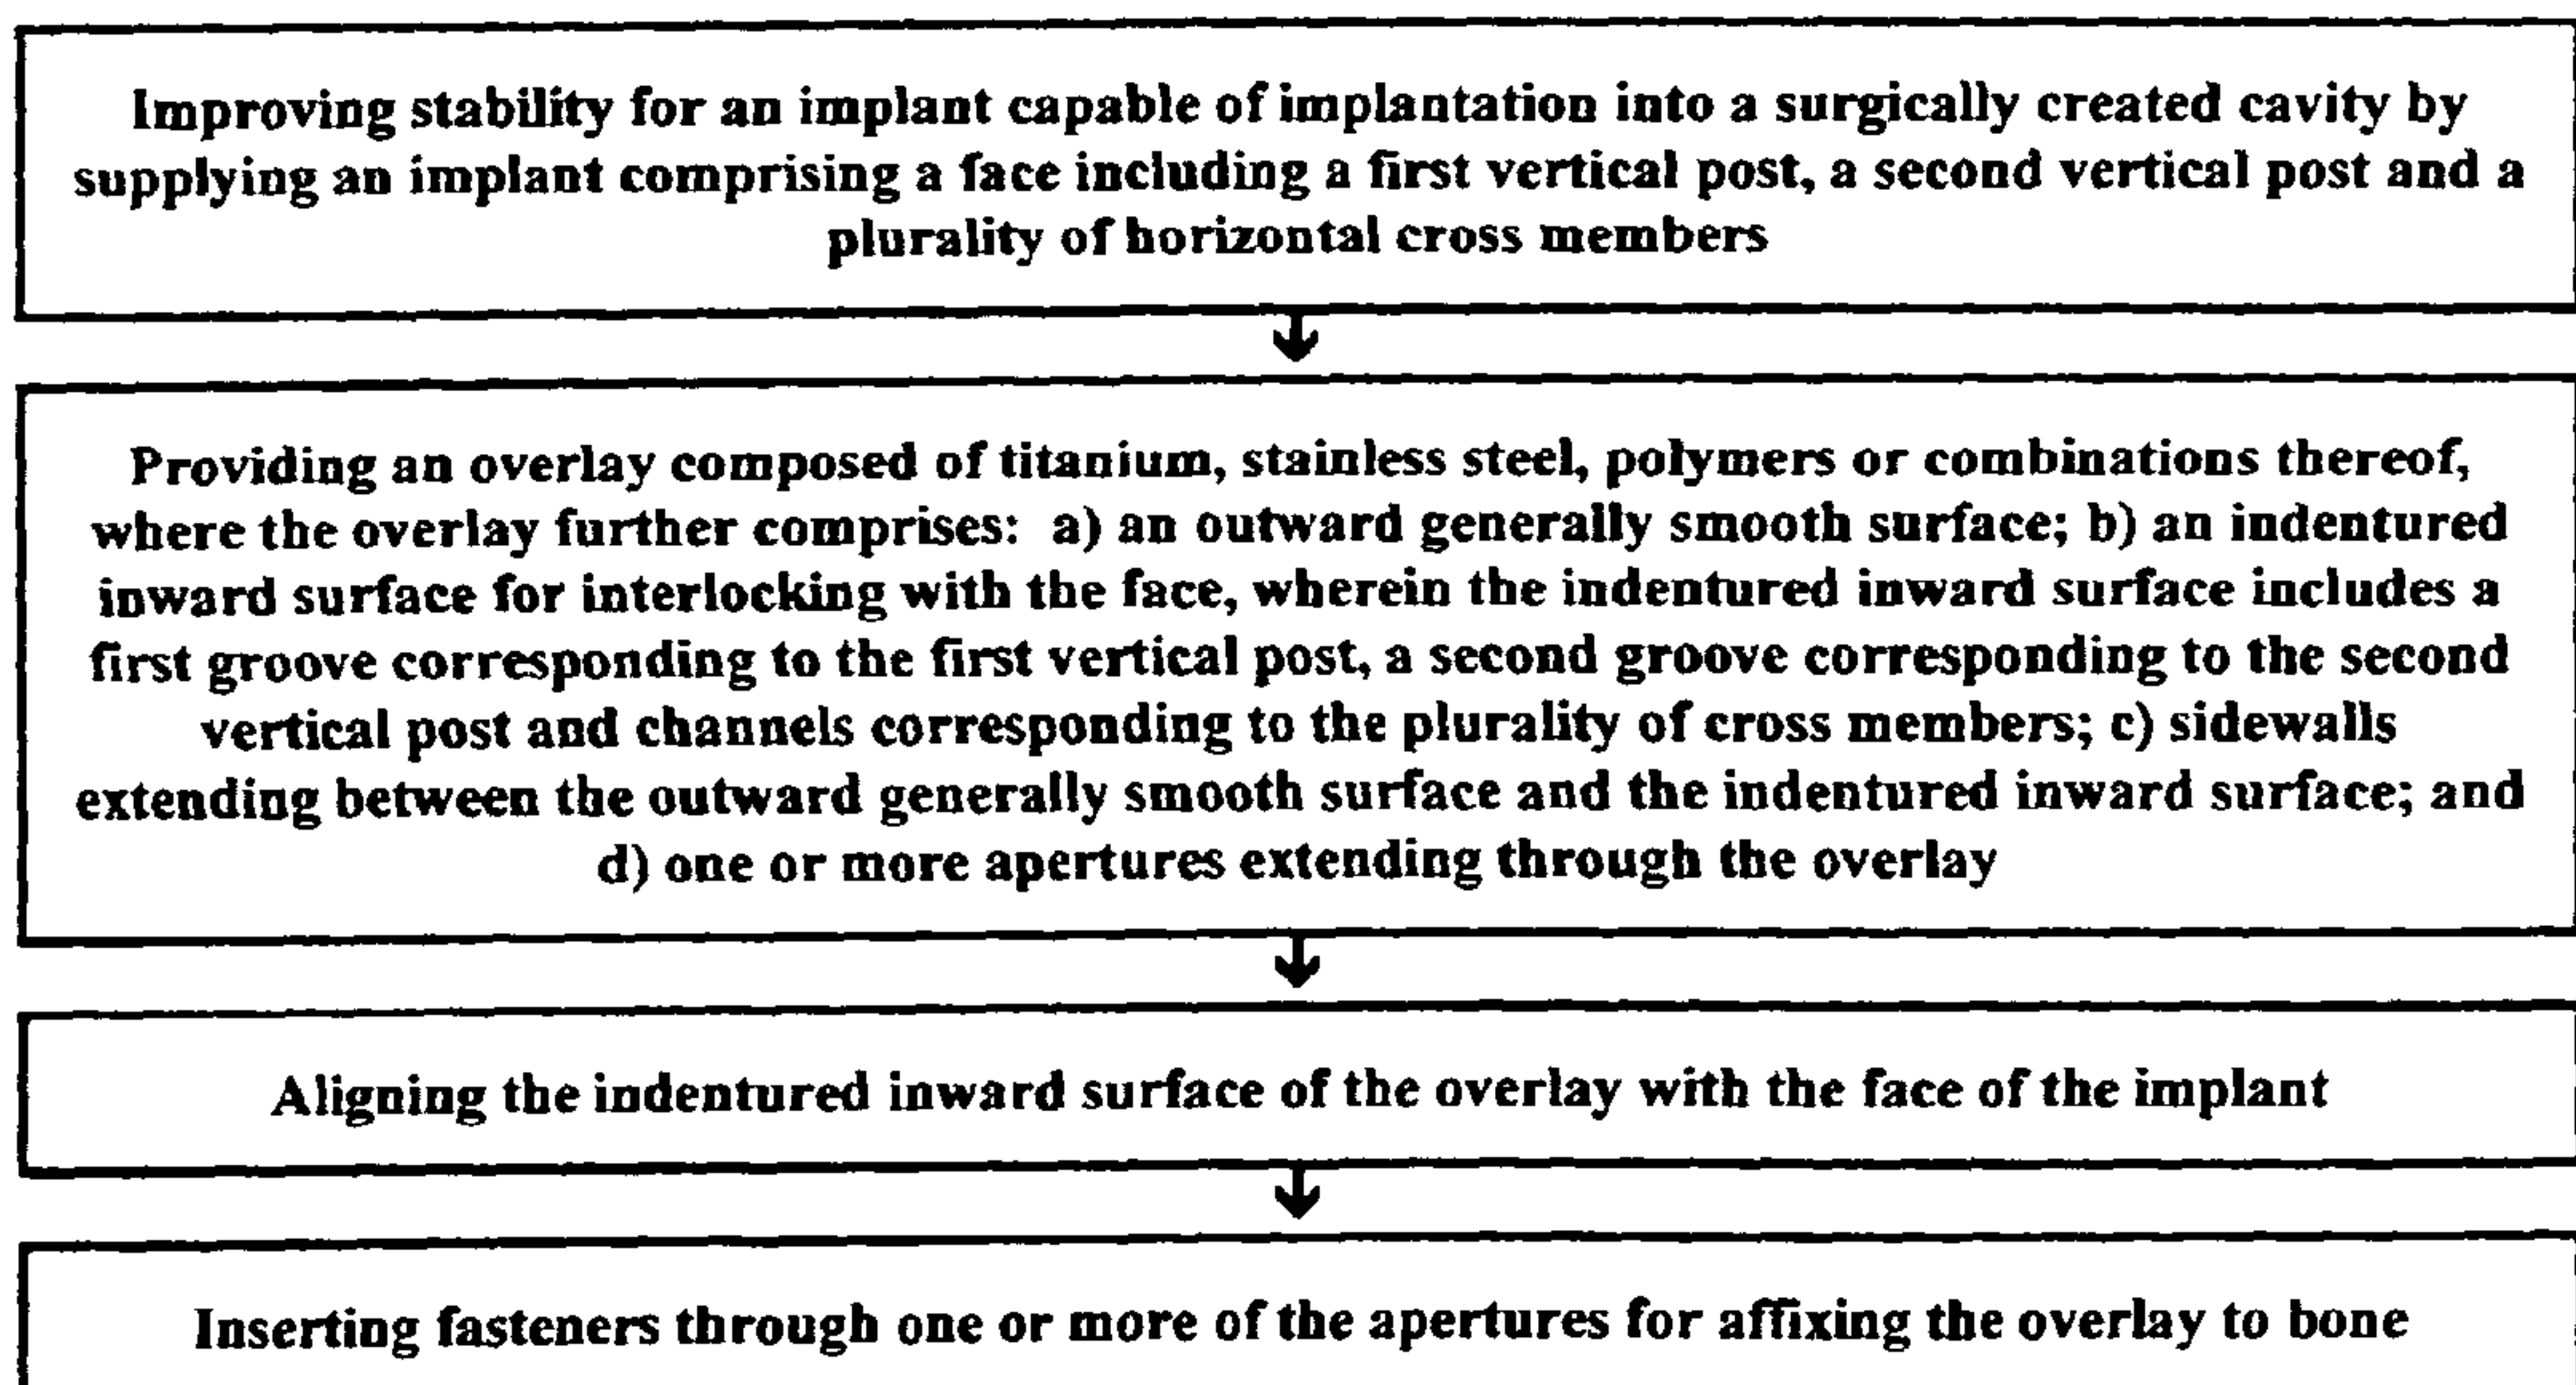 Improving stability for an implant capable of implantation into a surgically created cavity by
supplying an implant comprising a face including a first vertical post, a second vertical post and a
plurality of horizontal cross members
Providing an overlay composed of titanium, stainless steel, polymers or combinations thereof,
where the overlay further comprises: a) an outward generally smooth surface; b) an indentured
inward surface for interlocking with the face, wherein the indentured inward surface includes a
first groove corresponding to the first vertical post, a second groove corresponding to the second
vertical post and channels corresponding to the plurality of cross members; c) sidewalls
extending between the outward generally smooth surface and the indentured inward surface; and
d) one or more apertures extending through the overlay
Aligning the indentured inward surface of the overlay with the face of the implant
Inserting fasteners through one or more of the apertures for affixing the overlay to bone